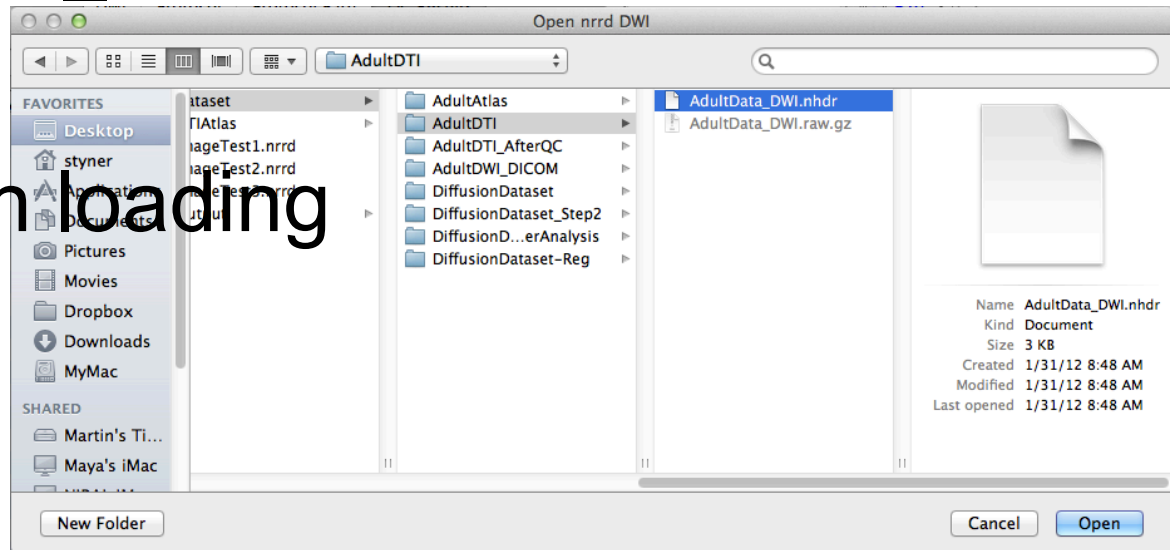 Open nrrd DWI
AdultDTI
FAVORITES
Desktop
styner
Applications
Documents
Pictures
Movies
Dropbox
Downloads
MyMac
SHARED
Martin's Ti...
Maya's iMac
ataset
TIAtlas
nageTest1.nrrd
nageTest2.nrrd
AdultAtlas
AdultDTI
AdultDTI_AfterQC
AdultDWI_DICOM
DiffusionDataset
DiffusionDataset_Step2
DiffusionD...erAnalysis
DiffusionDataset-Reg
AdultData_DWI.nhdr
AdultData_DWI.raw.gz
n loading
Name AdultData_DWI.nhdr
Kind Document
Size 3 KB
Created 1/31/12 8:48 AM
Modified 1/31/12 8:48 AM
Last opened 1/31/12 8:48 AM
New Folder
Cancel
Open